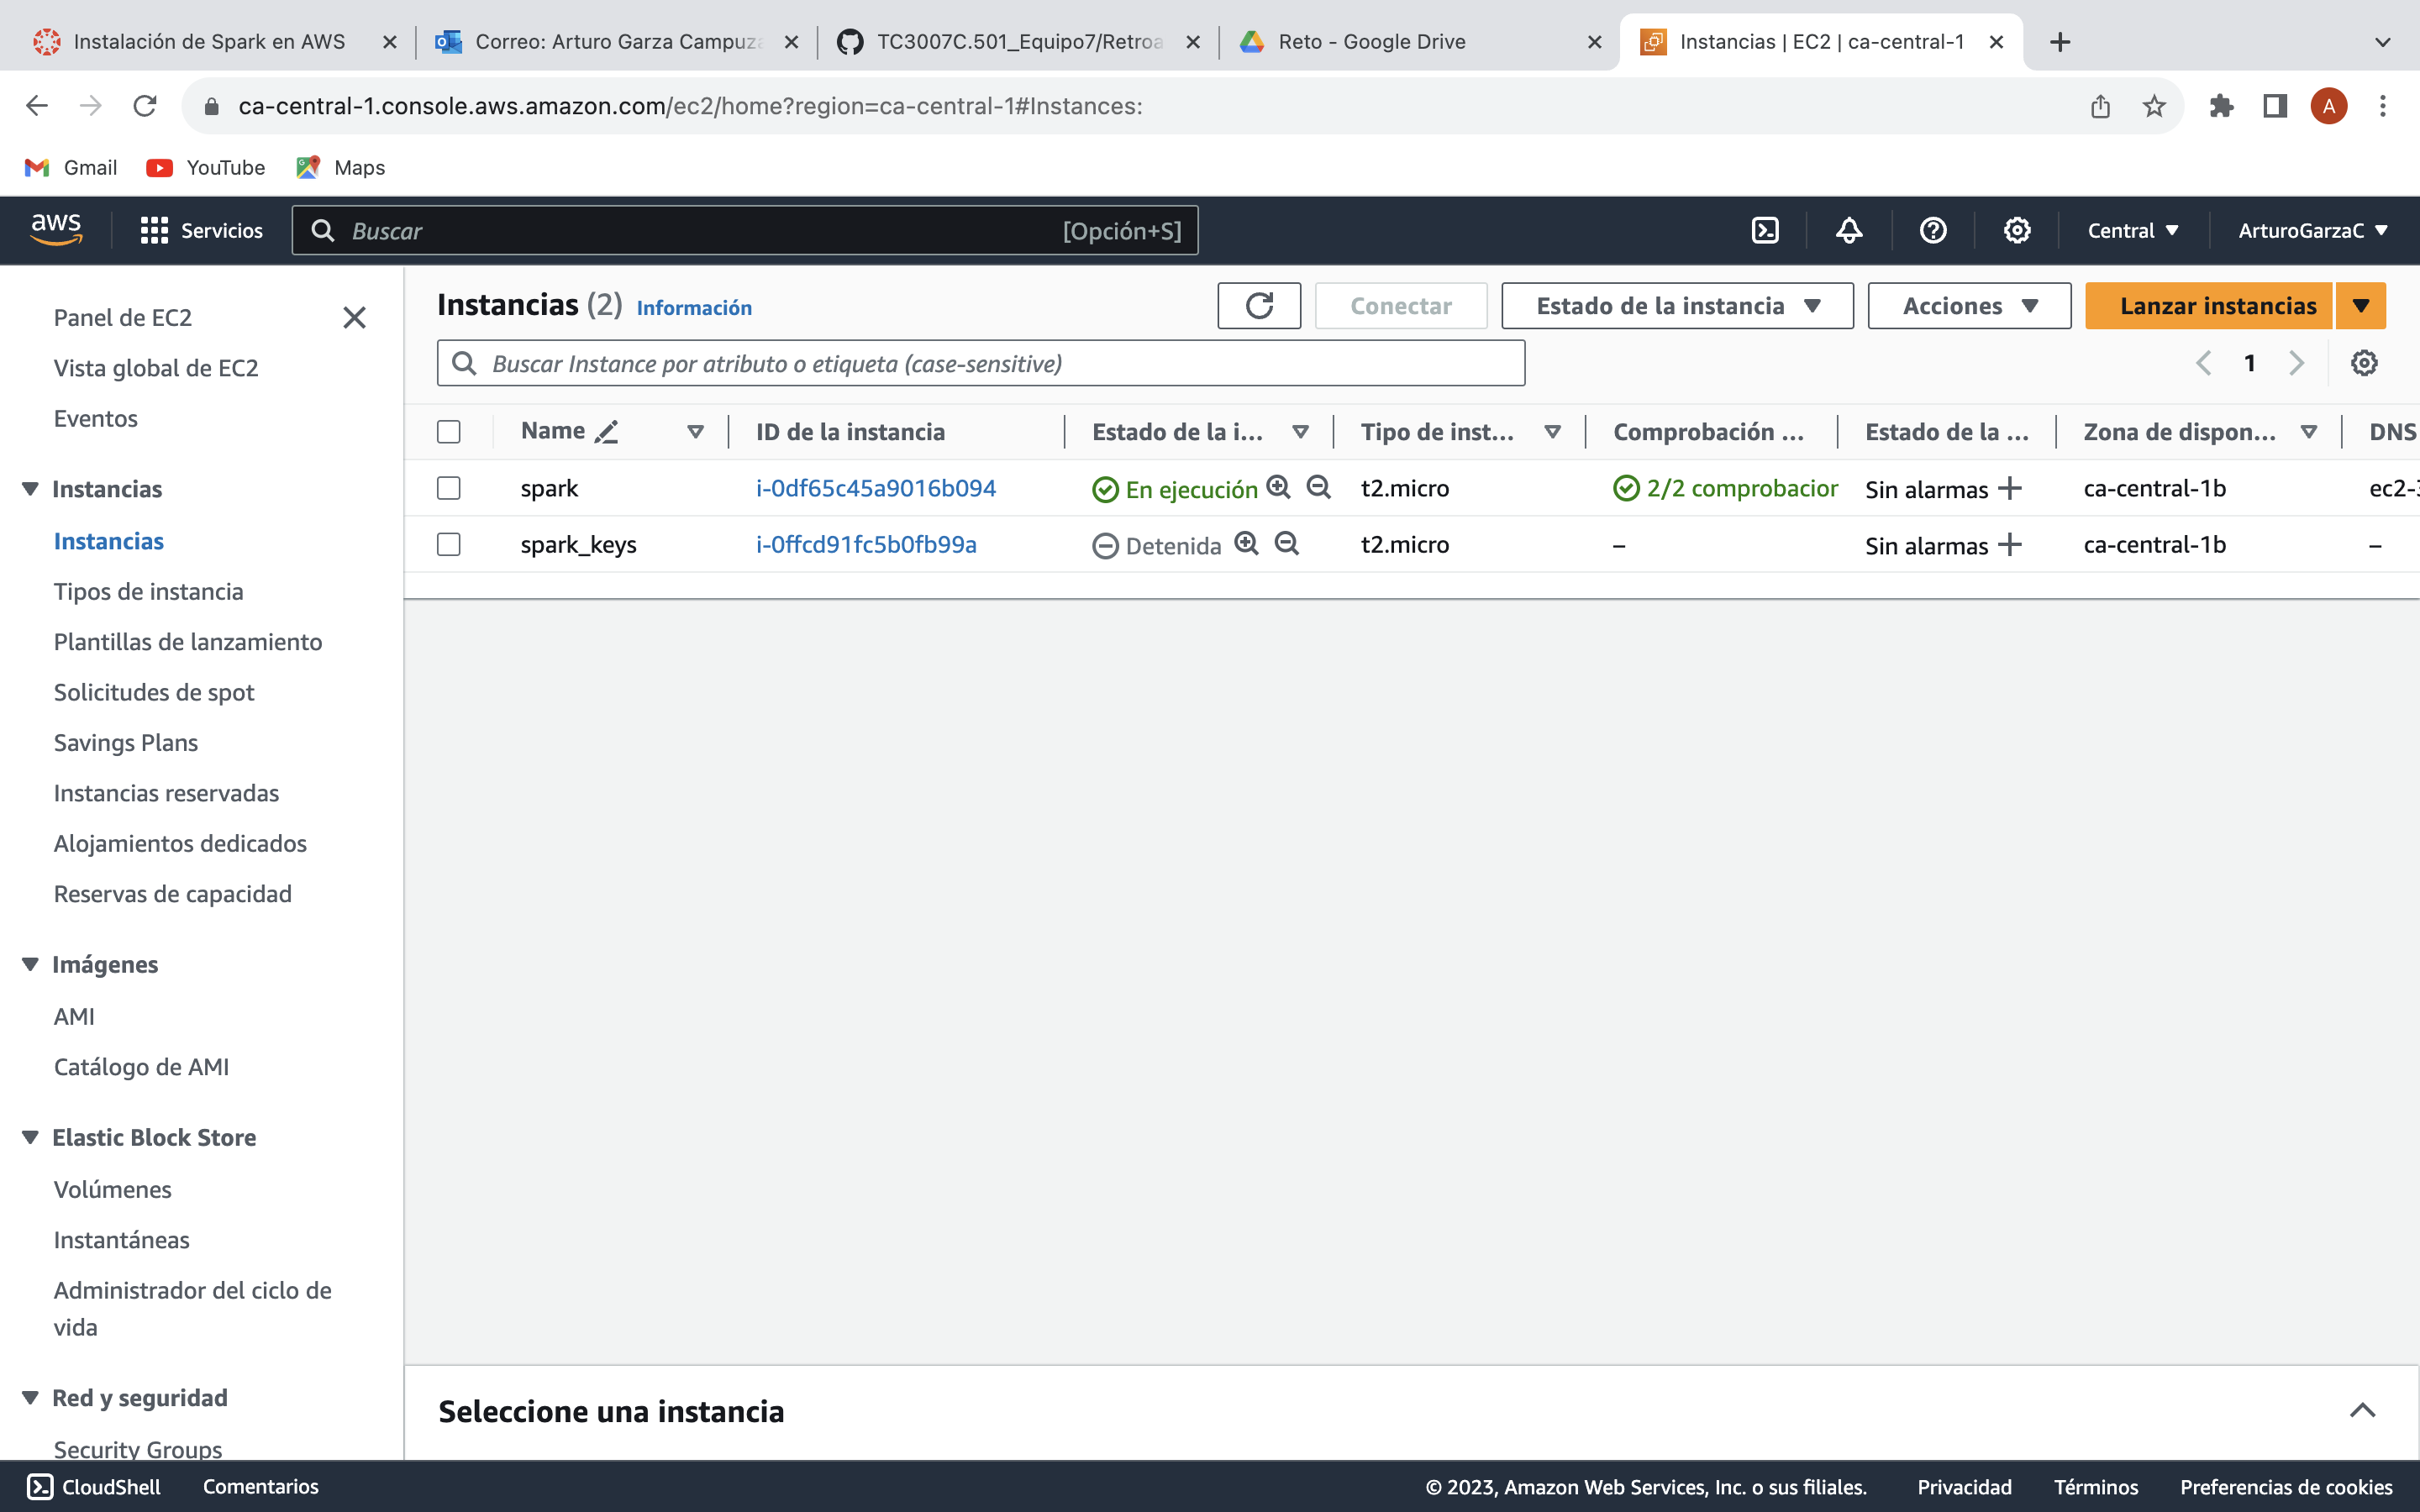 Instalación de Spark en AWS
Correo: Arturo Garza Campuza
TC3007C.501_Equipo7/Retroa
Reto - Google Drive
Instancias | EC2 | ca-central-1
ca-central-1.console.aws.amazon.com/ec2/home?region=ca-central-1#Instances:
A
Gmail
YouTube
Maps
aws
Servicios
Buscar
[Opción+S]
Central
ArturoGarzaC
Panel de EC2
Vista global de EC2
Eventos
Instancias
Instancias
Tipos de instancia
Plantillas de lanzamiento
Solicitudes de spot
Savings Plans
Instancias reservadas
Alojamientos dedicados
Reservas de capacidad
Imágenes
AMI
Catálogo de AMI
Elastic Block Store
Volúmenes
Instantáneas
Administrador del ciclo de
vida
Red y seguridad
Security Groups
Instancias (2) Información
Conectar
Estado de la instancia
Acciones
Lanzar instancias
Buscar Instance por atributo o etiqueta (case-sensitive)
1
Name ID de la instancia Estado de la i... Tipo de inst... Comprobación ... Estado de la ... Zona de dispon... DNS
spark i-0df65c45a9016b094 En ejecución t2.micro 2/2 comprobacior Sin alarmas + ca-central-1b ec2-3
spark_keys i-0ffcd91fc5b0fb99a Detenida t2.micro – Sin alarmas + ca-central-1b –
Seleccione una instancia
CloudShell
Comentarios
© 2023, Amazon Web Services, Inc. o sus filiales.
Privacidad
Términos
Preferencias de cookies